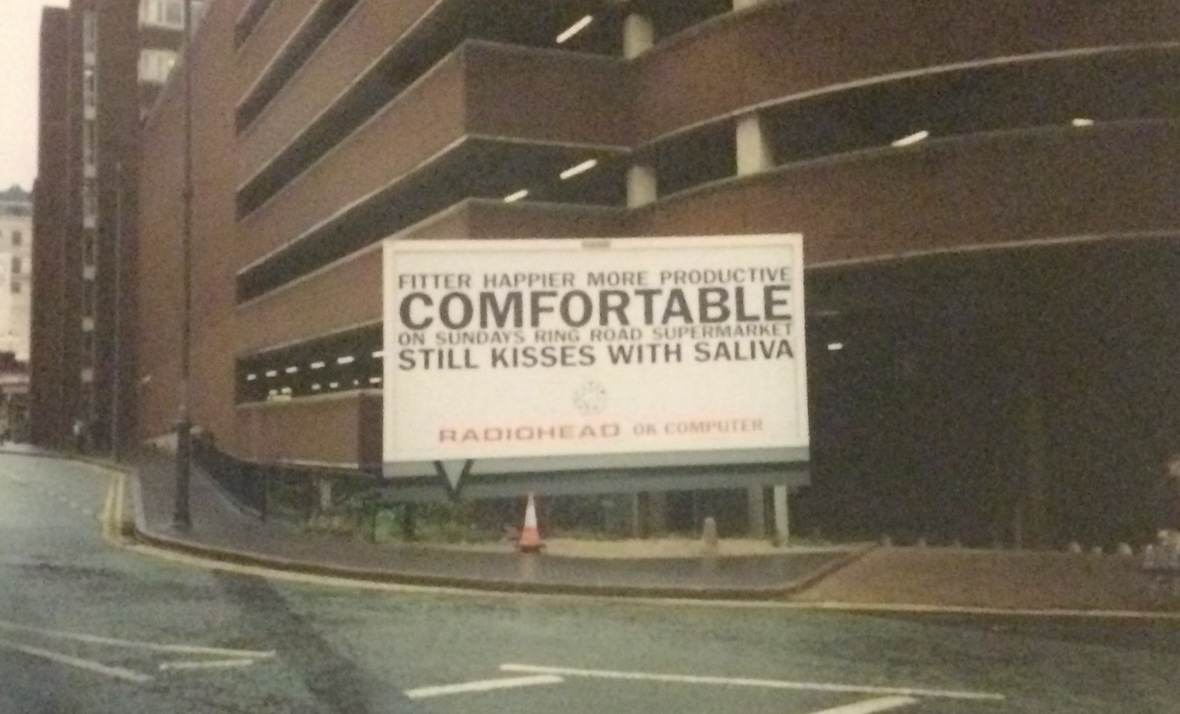 FITTER HAPPIER MORE PRODUCTIVE
COMFORTABLE
ON SUNDAYS RING ROAD SUPERMARKET
STILL KISSES WITH SALIVA
RADIOHEAD OK COMPUTER